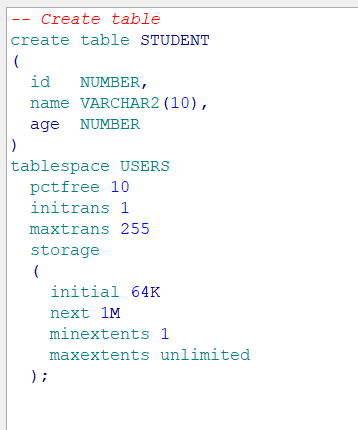 -- Create table
create table STUDENT
(
  id   NUMBER,
  name VARCHAR2(10),
  age  NUMBER
)
tablespace USERS
  pctfree 10
  initrans 1
  maxtrans 255
  storage
  (
    initial 64K
    next 1M
    minextents 1
    maxextents unlimited
  );